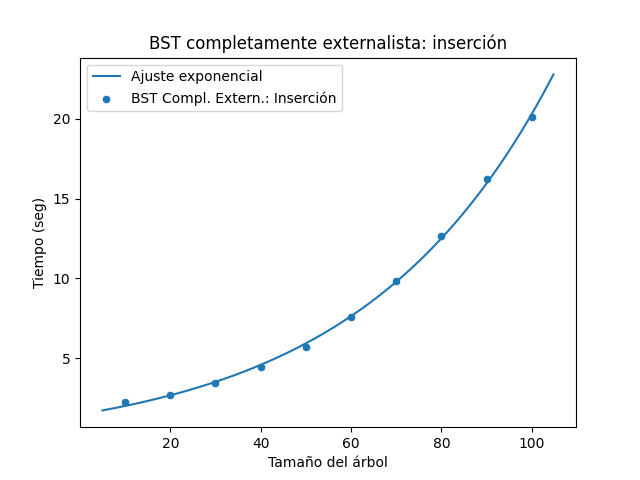 BST completamente externalista: inserción
Ajuste exponencial
BST Compl. Extern.: Inserción
Tiempo (seg)
20
15
10
5
20
40
60
80
100
Tamaño del árbol